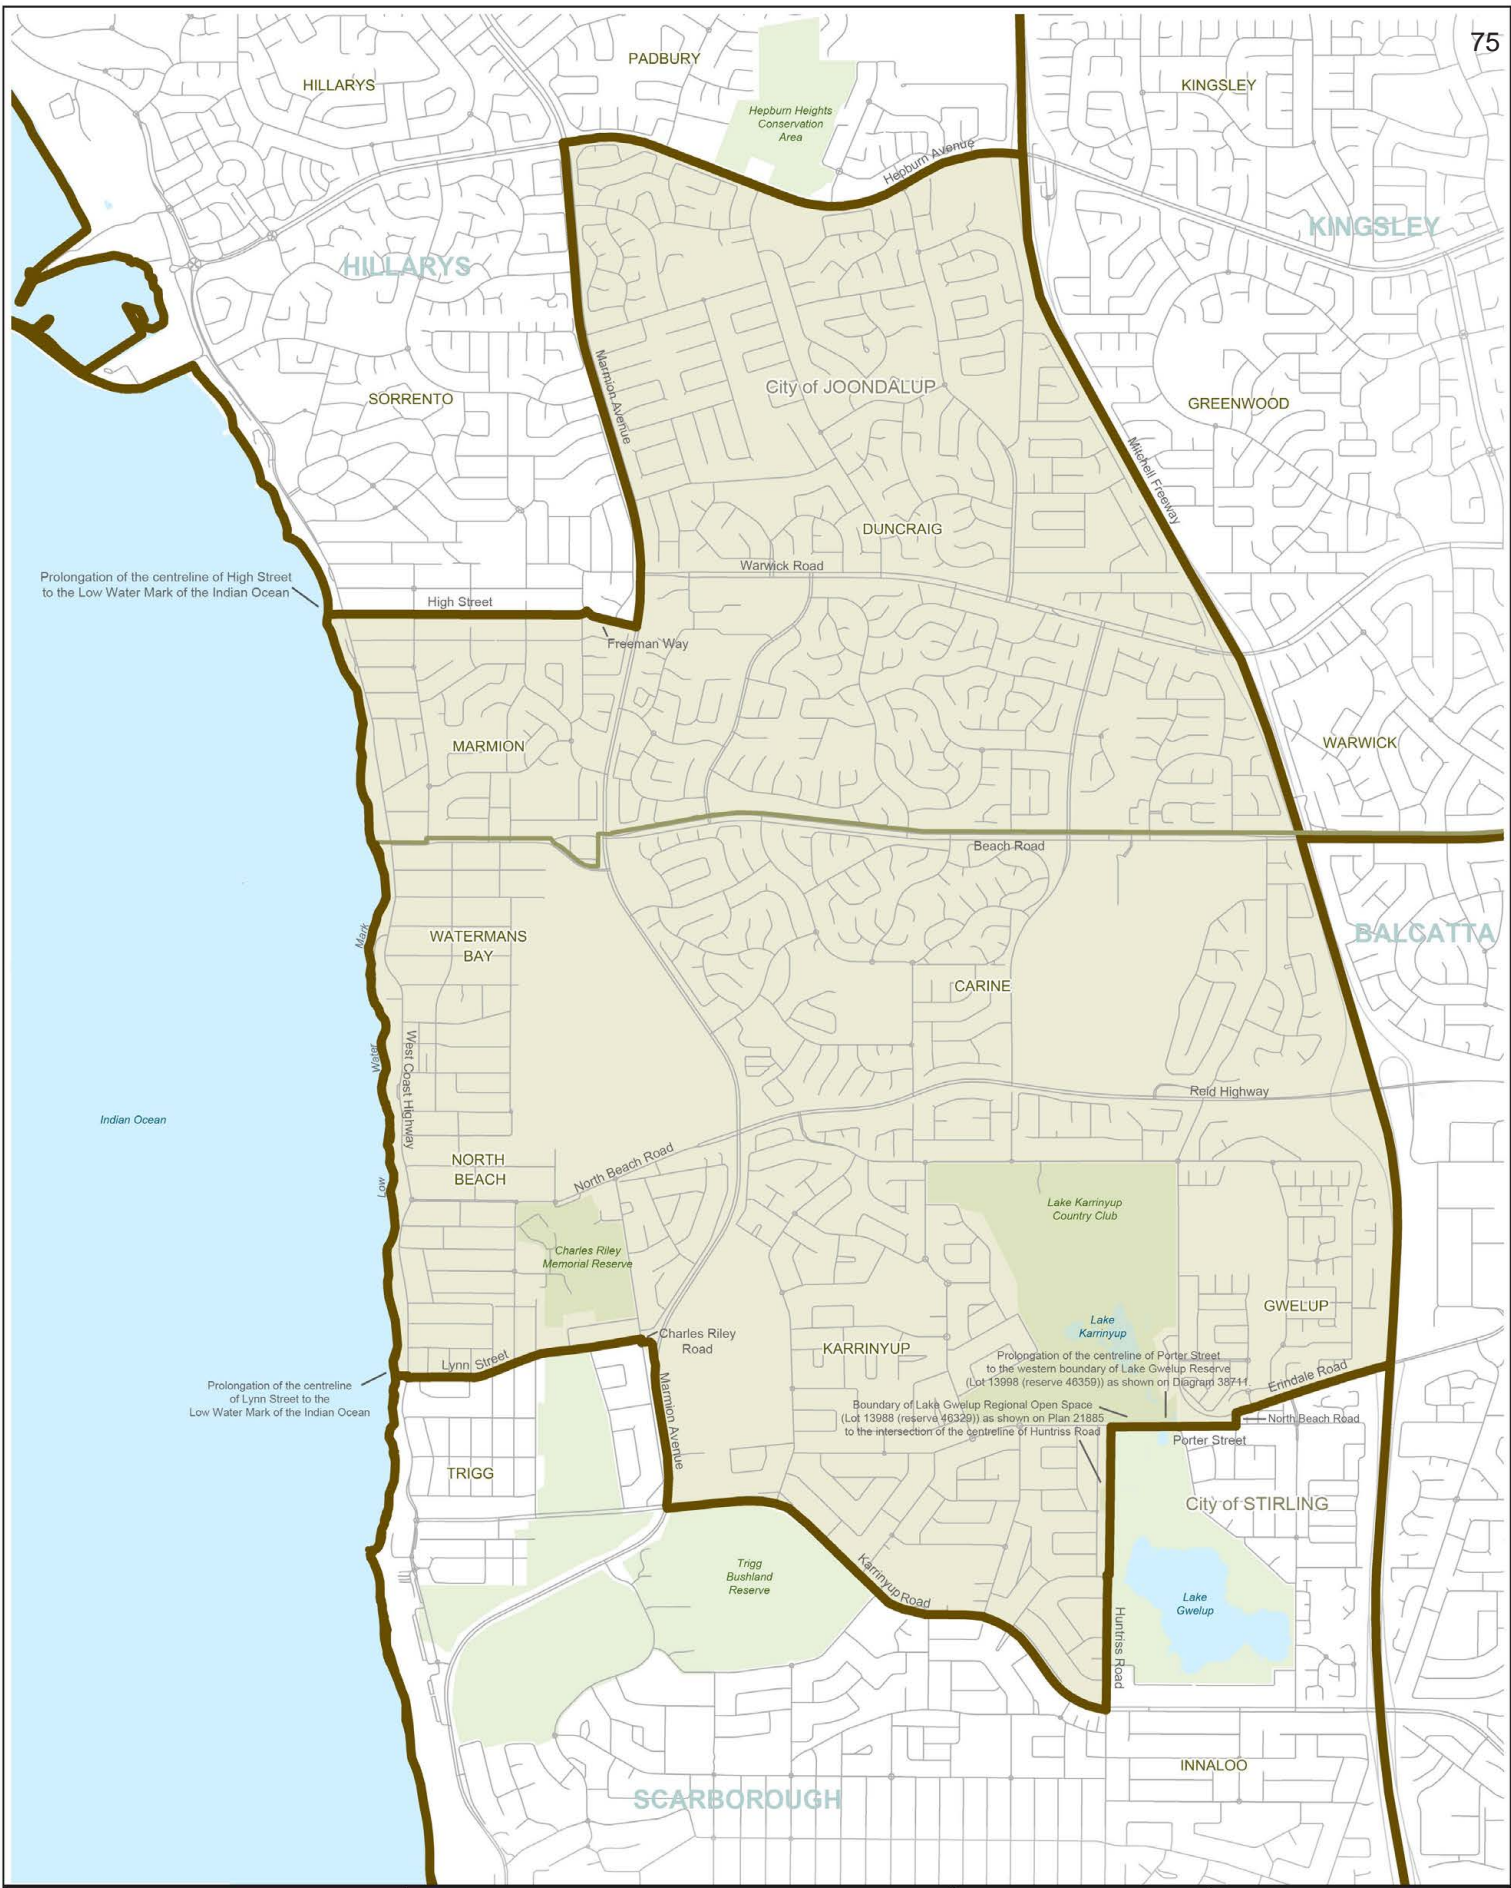 75
PADBURY
HILLARYS
KINGSLEY
Hepburn Heights
Conservation
Area
Hepburn Avenue
KINGSLEY
HILLARYS
Marmion Avenue
City of JOONDALUP
SORRENTO
GREENWOOD
Mitchell Freeway
DUNCRAIG
Warwick Road
Prolongation of the centreline of High Street
to the Low Water Mark of the Indian Ocean
High Street
Freeman Way
MARMION
WARWICK
Beach Road
WATERMANS
BAY
Mark
BALCATTA
CARINE
Water
West Coast Highway
Reid Highway
Indian Ocean
North Beach Road
NORTH
BEACH
Low
Lake Karrinyup
Country Club
Charles Riley
Memorial Reserve
GWELUP
Lake
Karrinyup
Charles Riley
Road
KARRINYUP
Lynn Street
Prolongation of the centreline of Porter Street
to the western boundary of Lake Gwelup Reserve
(Lot 13998 (reserve 46359)) as shown on Diagram 38711.
Erindale Road
Prolongation of the centreline
of Lynn Street to the
Low Water Mark of the Indian Ocean
Marmion Avenue
Boundary of Lake Gwelup Regional Open Space
(Lot 13988 (reserve 46329)) as shown on Plan 21885
to the intersection of the centreline of Huntriss Road
North Beach Road
Porter Street
TRIGG
City of STIRLING
Trigg
Bushland
Reserve
Karrinyup Road
Lake
Gwelup
Huntriss Road
INNALOO
SCARBOROUGH